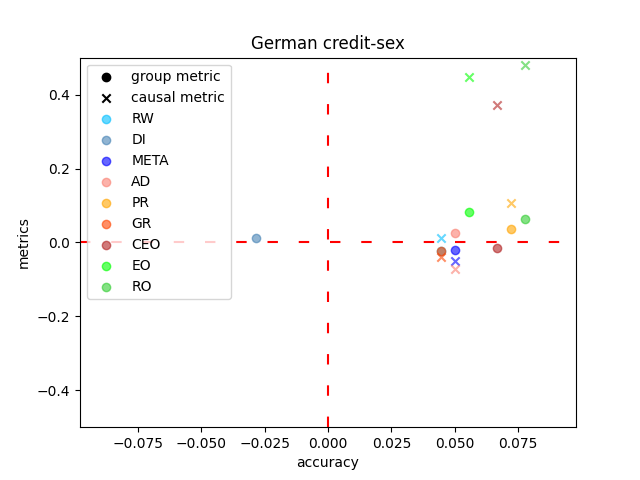 German credit-sex
group metric
causal metric
RW
DI
META
AD
PR
GR
CEO
EO
RO
metrics
0.4
0.2
0.0
−0.2
−0.4
−0.075
−0.050
−0.025
0.000
0.025
0.050
0.075
accuracy